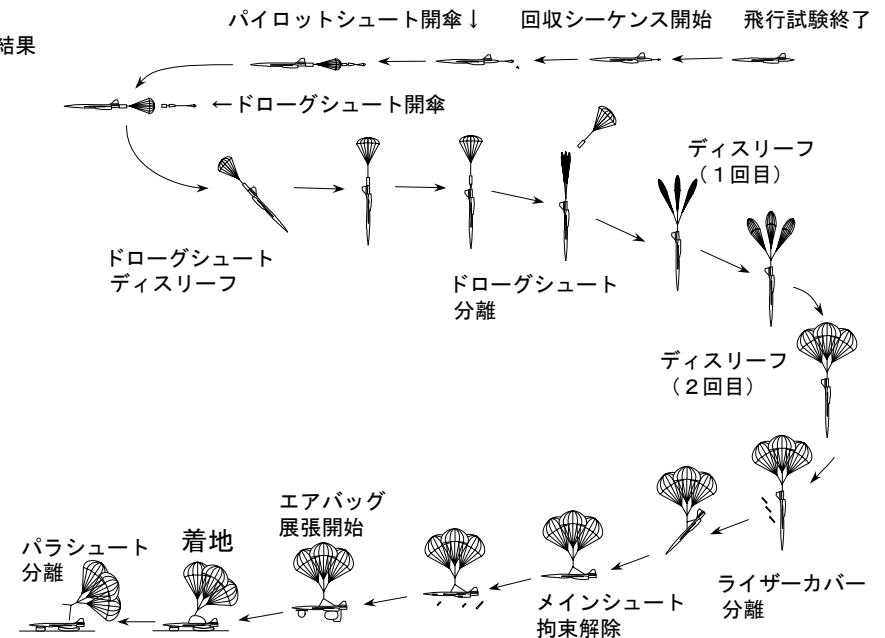 パイロットシュート開傘↓ 回収シーケンス開始 飛行試験終了
結果
←ドローグシュート開傘
ディスリーフ
（１回目）
ドローグシュート
ディスリーフ
ドローグシュート
分離
ディスリーフ
（２回目）
エアバッグ
展張開始
着地
パラシュート
分離
ライザーカバー
分離
メインシュート
拘束解除